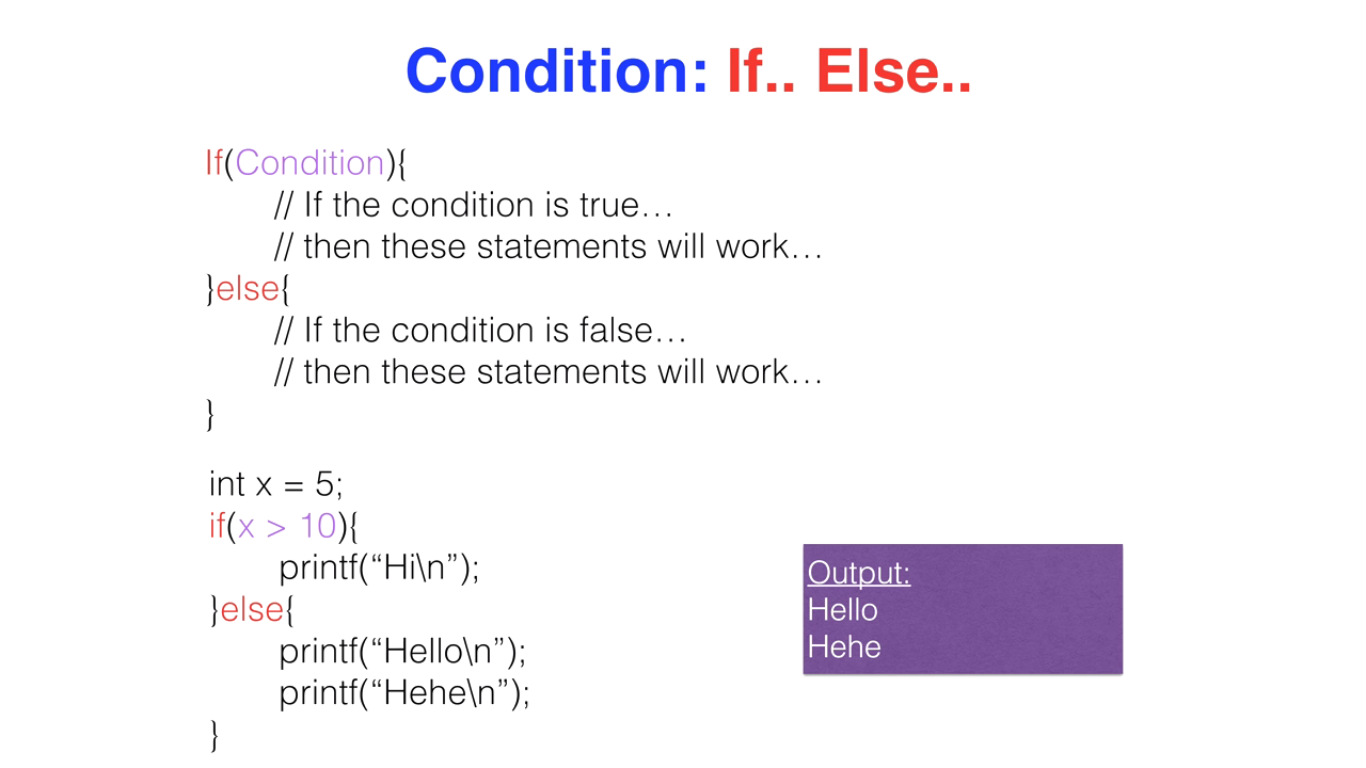 Condition: If.. Else..
If(Condition){
// If the condition is true…
// then these statements will work…
}else{
// If the condition is false…
// then these statements will work…
}
int x = 5;
if(x > 10){
printf(“Hi\n”);
}else{
printf(“Hello\n”);
printf(“Hehe\n”);
}
Output:
Hello
Hehe